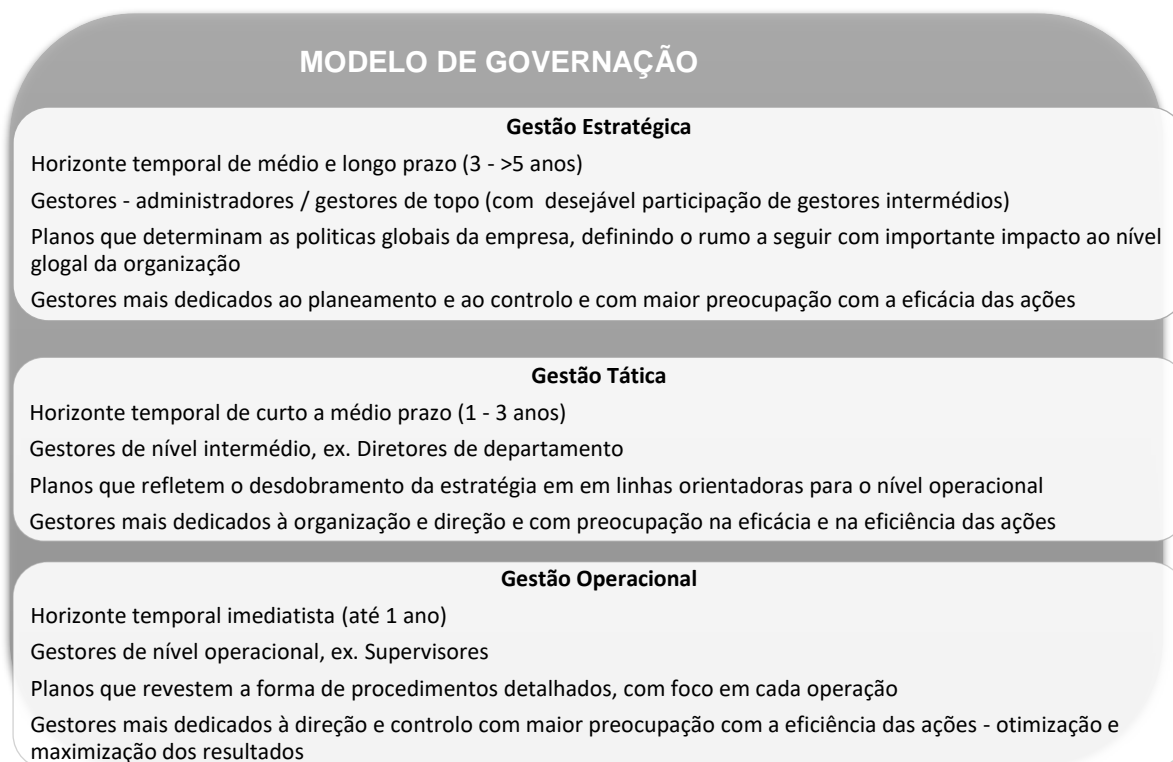 MODELO DE GOVERNAÇÃO
Gestão Estratégica
Horizonte temporal de médio e longo prazo (3 - >5 anos)
Gestores - administradores / gestores de topo (com desejável participação de gestores intermédios)
Planos que determinam as politicas globais da empresa, definindo o rumo a seguir com importante impacto ao nível
glogal da organização
Gestores mais dedicados ao planeamento e ao controlo e com maior preocupação com a eficácia das ações
Gestão Tática
Horizonte temporal de curto a médio prazo (1 - 3 anos)
Gestores de nível intermédio, ex. Diretores de departamento
Planos que refletem o desdobramento da estratégia em em linhas orientadoras para o nível operacional
Gestores mais dedicados à organização e direção e com preocupação na eficácia e na eficiência das ações
Gestão Operacional
Horizonte temporal imediatista (até 1 ano)
Gestores de nível operacional, ex. Supervisores
Planos que revestem a forma de procedimentos detalhados, com foco em cada operação
Gestores mais dedicados à direção e controlo com maior preocupação com a eficiência das ações - otimização e
maximização dos resultados